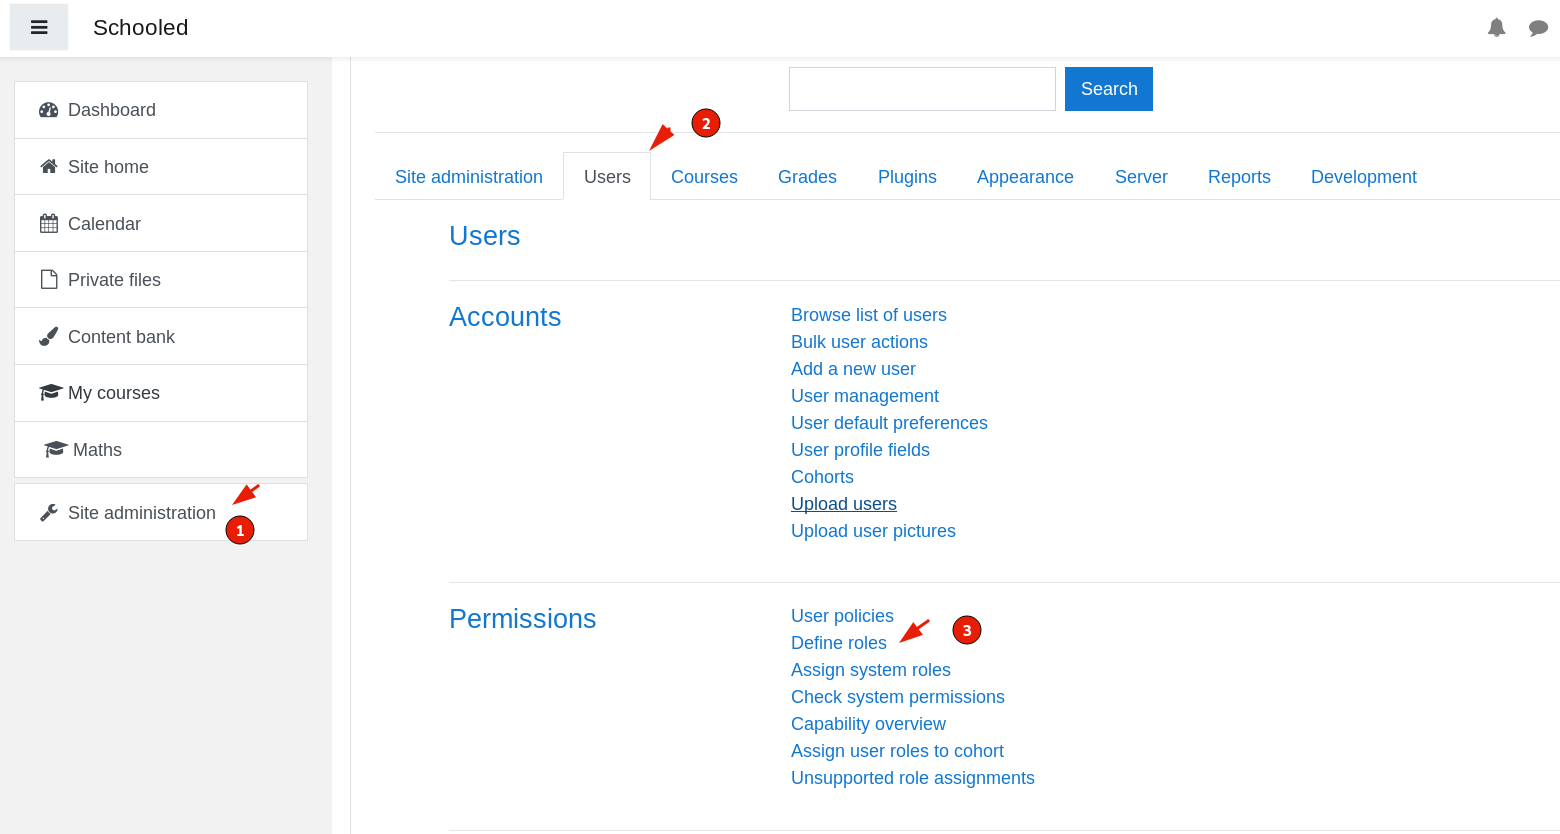 Schooled
Search
Dashboard
Site home
Calendar
Private files
Content bank
My courses
Maths
Site administration
1
2
Site administration Users Courses Grades Plugins Appearance Server Reports Development
Users
Accounts
Browse list of users
Bulk user actions
Add a new user
User management
User default preferences
User profile fields
Cohorts
Upload users
Upload user pictures
Permissions
User policies
Define roles
3
Assign system roles
Check system permissions
Capability overview
Assign user roles to cohort
Unsupported role assignments